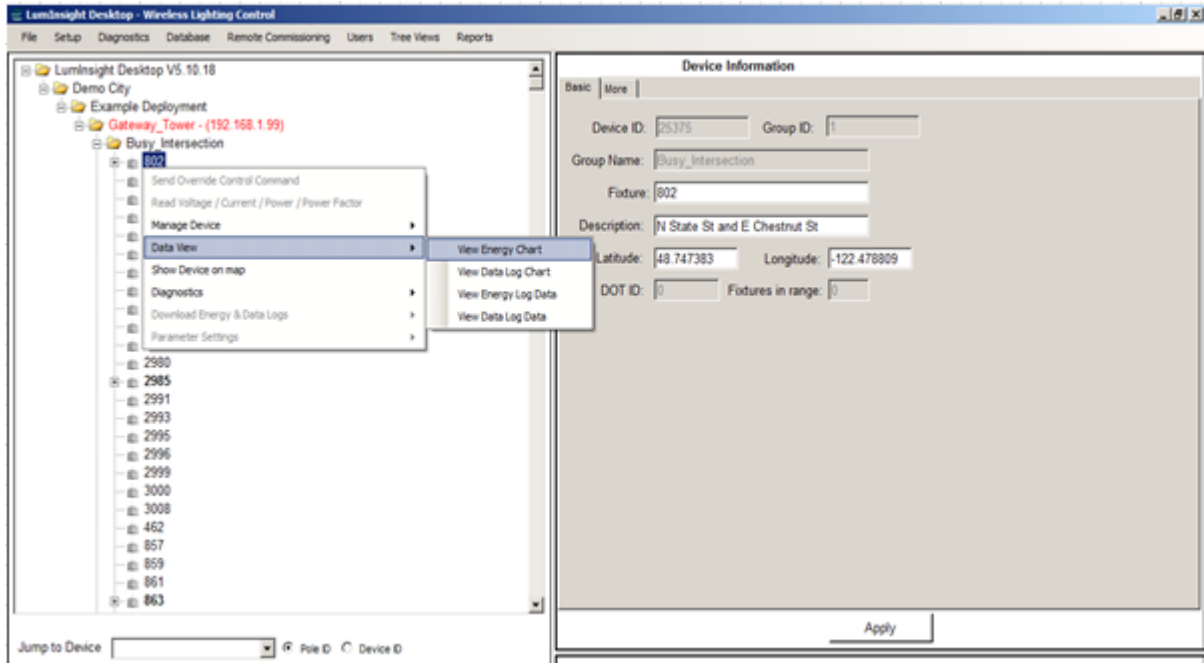 LumInsight Desktop - Wireless Lighting Control
File Setup Diagnostics Database Remote Commissioning Users Tree Views Reports
LumInsight Desktop V5.10.18
Demo City
Example Deployment
Gateway_Tower - (192.168.1.99)
Busy_Intersection
802
Send Override Control Command
Read Voltage / Current / Power / Power Factor
Manage Device
Data View
Show Device on map
Diagnostics
Download Energy & Data Logs
Parameter Settings
View Energy Chart
View Data Log Chart
View Energy Log Data
View Data Log Data
2980
2985
2991
2993
2995
2996
2999
3000
3008
462
857
859
861
863
Jump to Device Pole ID Device ID
Device Information
Basic More
Device ID: 25375 Group ID: 1
Group Name: Busy_Intersection
Fixture: 802
Description: N State St and E Chestnut St
Latitude: 48.747383 Longitude: -122.478809
DOT ID: 0 Fixtures in range: 0
Apply